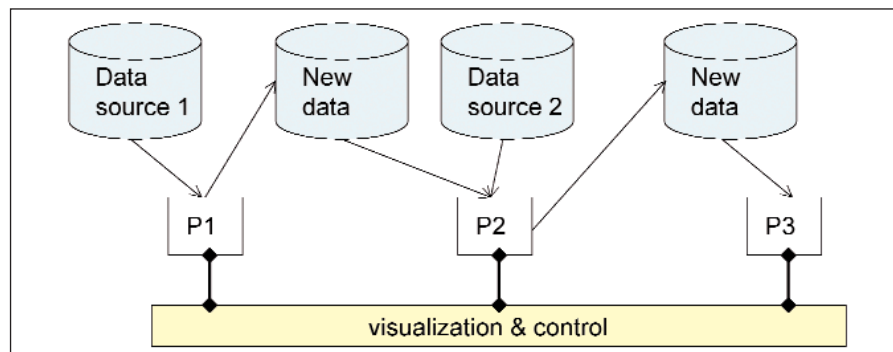 Data
source 1
New
data
Data
source 2
New
data
P1
P2
P3
visualization & control